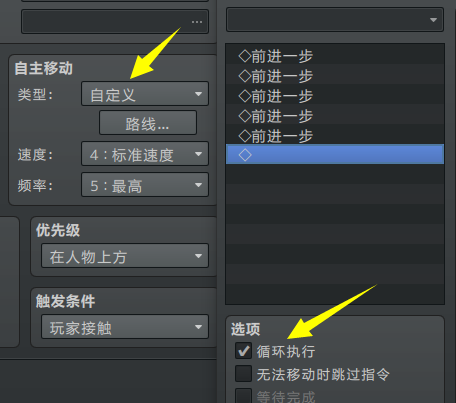 ...
自主移动
类型: 自定义
路线...
速度: 4:标准速度
频率: 5:最高
优先级
在人物上方
触发条件
玩家接触
◇前进一步
◇前进一步
◇前进一步
◇前进一步
◇前进一步
◇
选项
循环执行
无法移动时跳过指令
等待完成